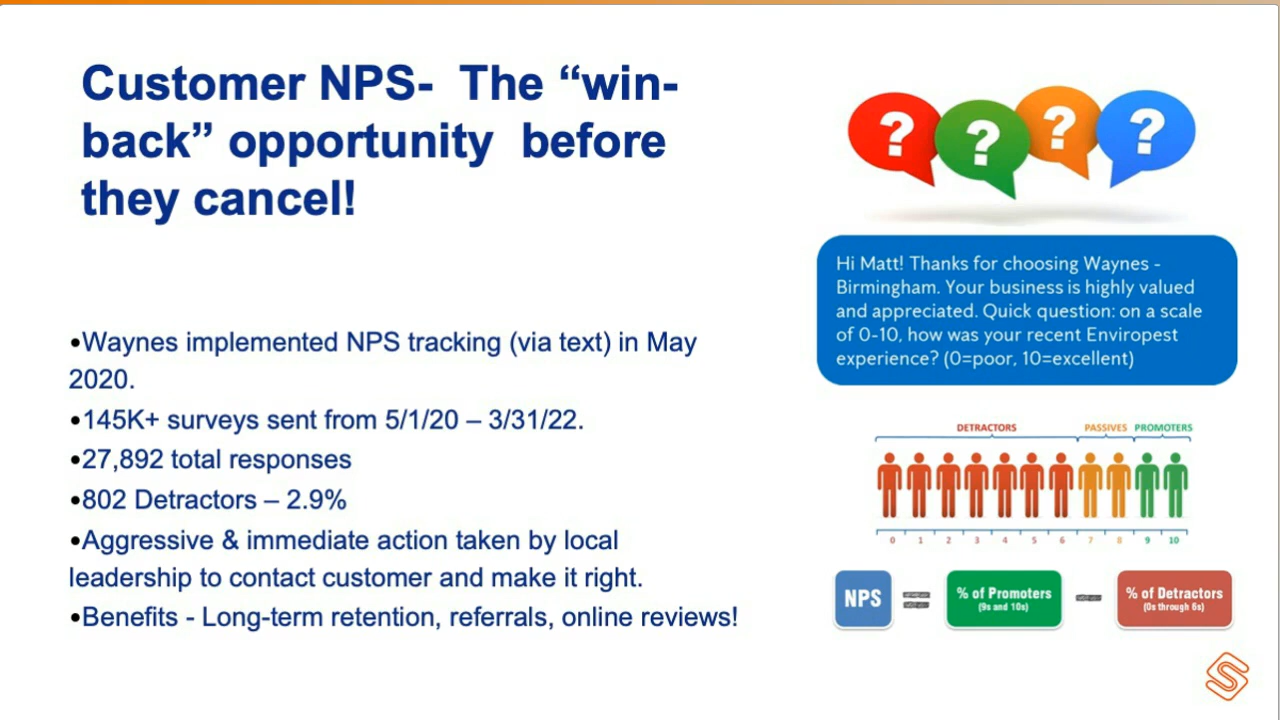 Customer NPS-  The “win-
back” opportunity  before
they cancel!
•Waynes implemented NPS tracking (via text) in May
2020.
•145K+ surveys sent from 5/1/20 – 3/31/22.
•27,892 total responses
•802 Detractors – 2.9%
•Aggressive & immediate action taken by local
leadership to contact customer and make it right.
•Benefits - Long-term retention, referrals, online reviews!
? ? ? ?
Hi Matt! Thanks for choosing Waynes -
Birmingham. Your business is highly valued
and appreciated. Quick question: on a scale
of 0-10, how was your recent Enviropest
experience? (0=poor, 10=excellent)
DETRACTORS PASSIVES PROMOTERS
0 1 2 3 4 5 6 7 8 9 10
NPS = % of Promoters - % of Detractors
(9s and 10s) (0s through 6s)